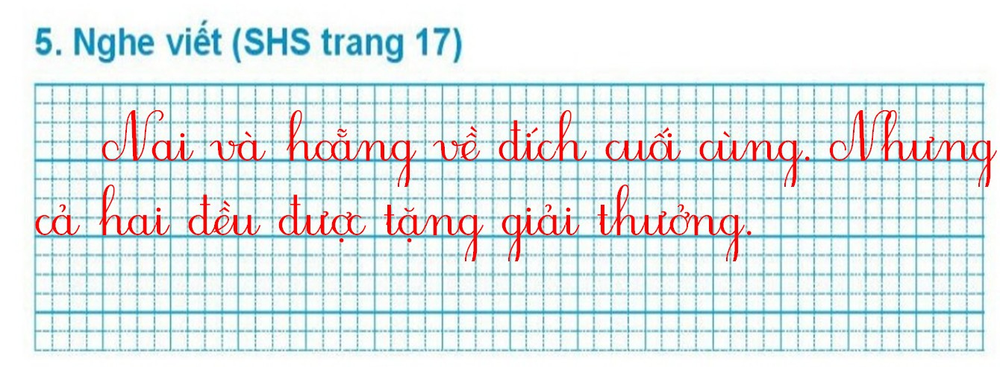 5. Nghe viết (SHS trang 17)
Nai và hoẵng về đích cuối cùng. Nhưng
cả hai đều được tặng giải thưởng.